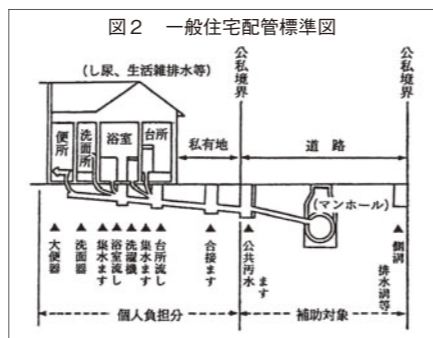 図2　一般住宅配管標準図
公私境界
公私境界
(し尿、生活雑排水等)
便所
洗面所
浴室
台所
私有地
道路
(マンホール)
▲大便器
▲洗面器
▲集水ます
▲浴室流し
▲洗濯機
▲集水ます
▲台所流し
▲合接ます
▲公共汚水ます
▲側溝
排水溝等
個人負担分
補助対象